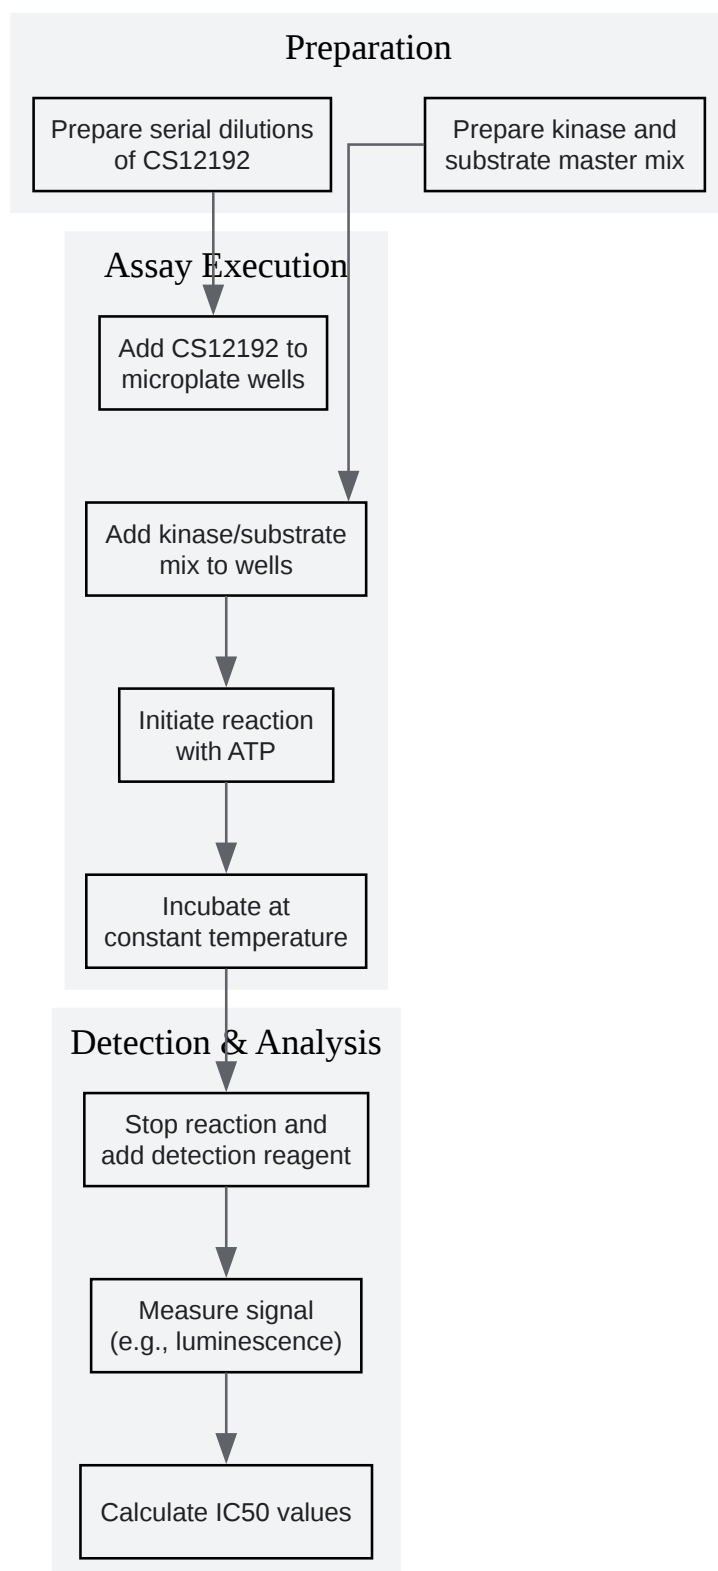 Preparation
Prepare serial dilutions
of CS12192
Prepare kinase and
substrate master mix
Assay Execution
Add CS12192 to
microplate wells
Add kinase/substrate
mix to wells
Initiate reaction
with ATP
Incubate at
constant temperature
Detection & Analysis
Stop reaction and
add detection reagent
Measure signal
(e.g., luminescence)
Calculate IC50 values